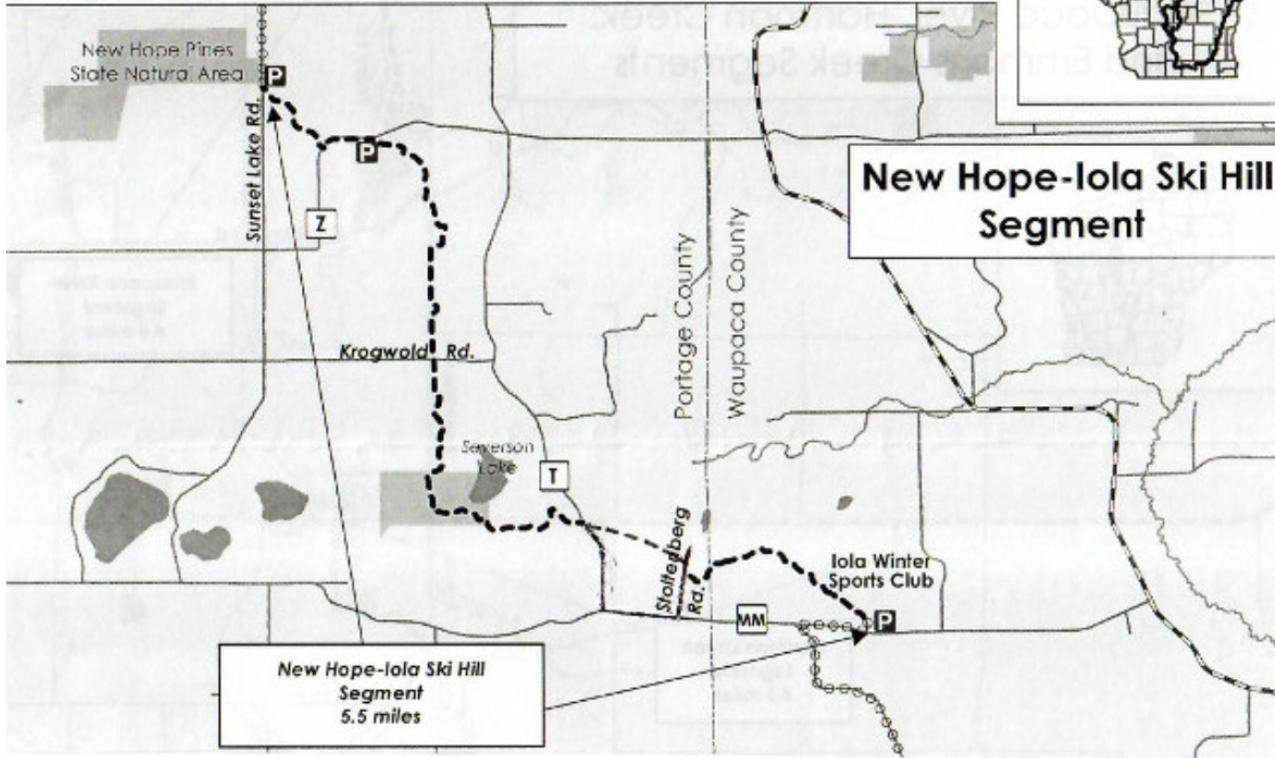 New Hope Pines
State Natural Area
P
Sunset Lake Rd.
P
Z
New Hope-Iola Ski Hill
Segment
Portage County
Waupaca County
Krogwold Rd.
Severson
Lake
T
Stoltenberg
Rd.
Iola Winter
Sports Club
P
MM
New Hope-Iola Ski Hill
Segment
5.5 miles